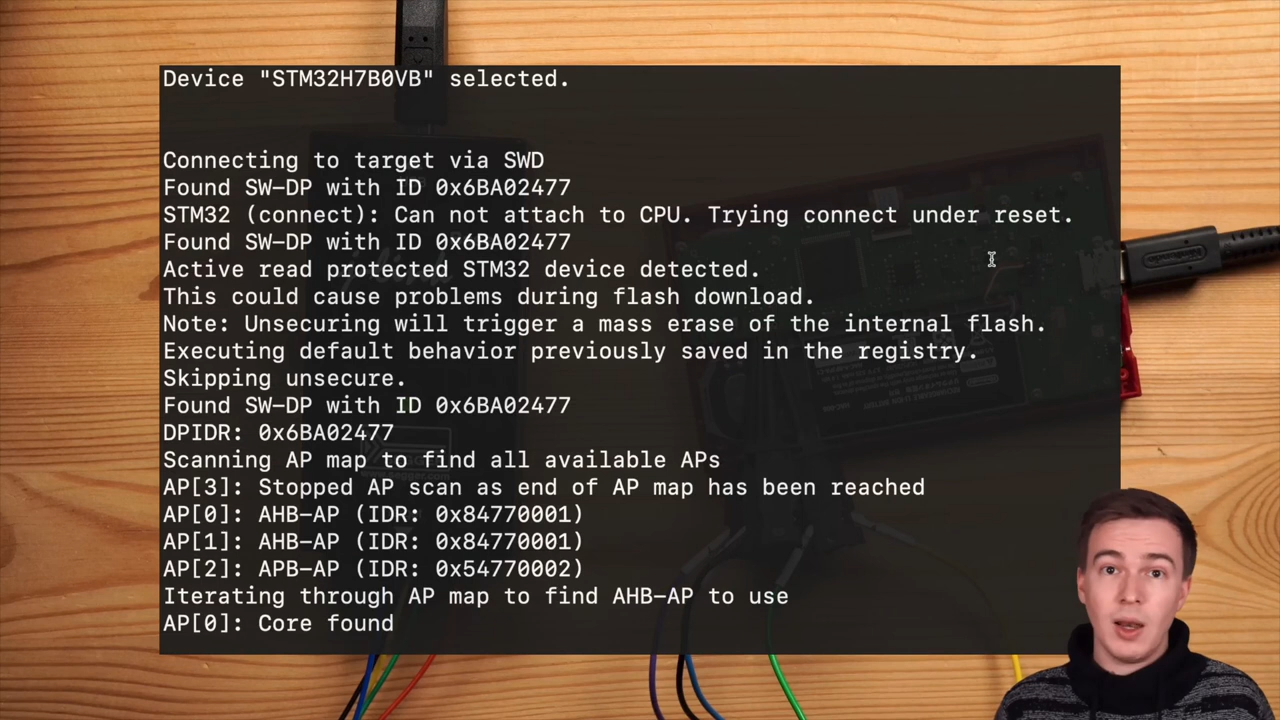 Device "STM32H7B0VB" selected.
Connecting to target via SWD
Found SW-DP with ID 0x6BA02477
STM32 (connect): Can not attach to CPU. Trying connect under reset.
Found SW-DP with ID 0x6BA02477
Active read protected STM32 device detected.
This could cause problems during flash download.
Note: Unsecuring will trigger a mass erase of the internal flash.
Executing default behavior previously saved in the registry.
Skipping unsecure.
Found SW-DP with ID 0x6BA02477
DPIDR: 0x6BA02477
Scanning AP map to find all available APs
AP[3]: Stopped AP scan as end of AP map has been reached
AP[0]: AHB-AP (IDR: 0x84770001)
AP[1]: AHB-AP (IDR: 0x84770001)
AP[2]: APB-AP (IDR: 0x54770002)
Iterating through AP map to find AHB-AP to use
AP[0]: Core found
Nintendo